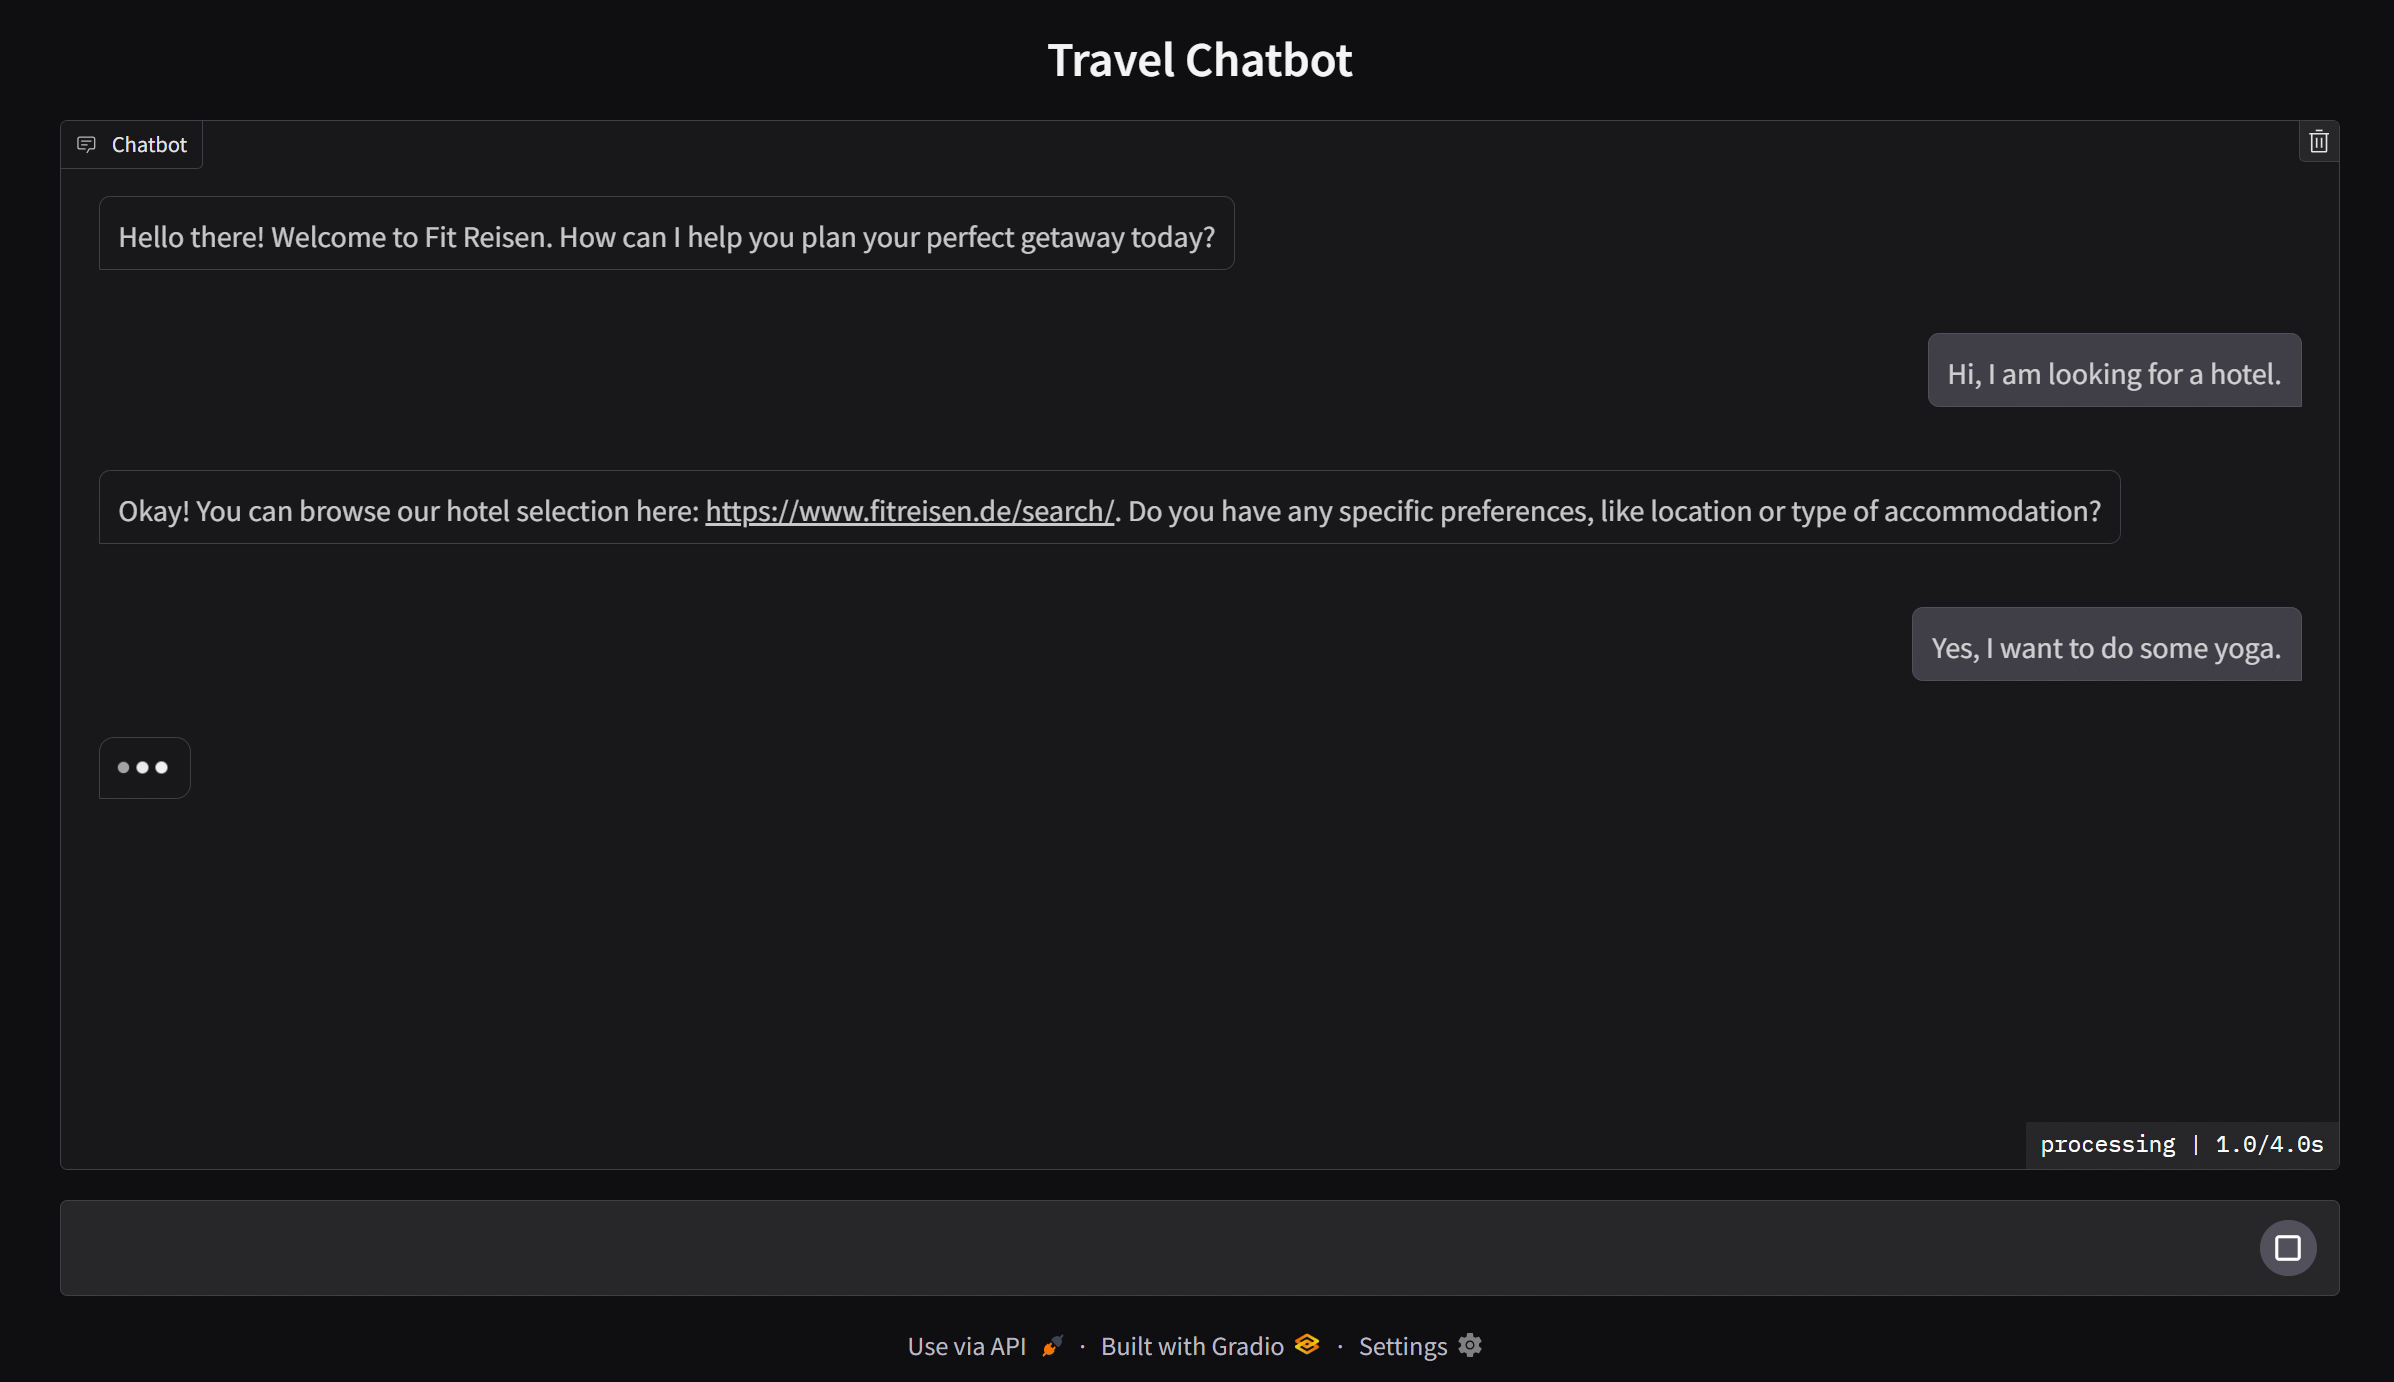 Travel Chatbot
Chatbot
Hello there! Welcome to Fit Reisen. How can I help you plan your perfect getaway today?
Hi, I am looking for a hotel.
Okay! You can browse our hotel selection here: https://www.fitreisen.de/search/. Do you have any specific preferences, like location or type of accommodation?
Yes, I want to do some yoga.
processing | 1.0/4.0s
Use via API · Built with Gradio · Settings